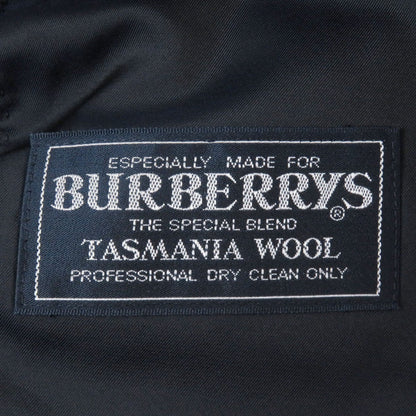 ESPECIALLY MADE FOR
BURBERRYS®
THE SPECIAL BLEND
TASMANIA WOOL
PROFESSIONAL DRY CLEAN ONLY